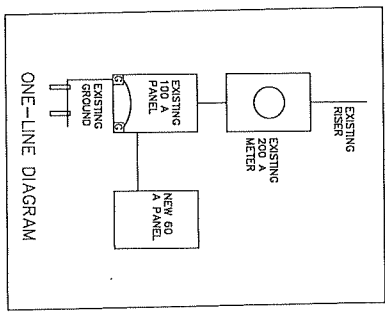 EXISTING
RISER
EXISTING
200 A
METER
EXISTING
100 A
PANEL
G
G
NEW 60
A PANEL
EXISTING
GROUND
ONE-LINE DIAGRAM